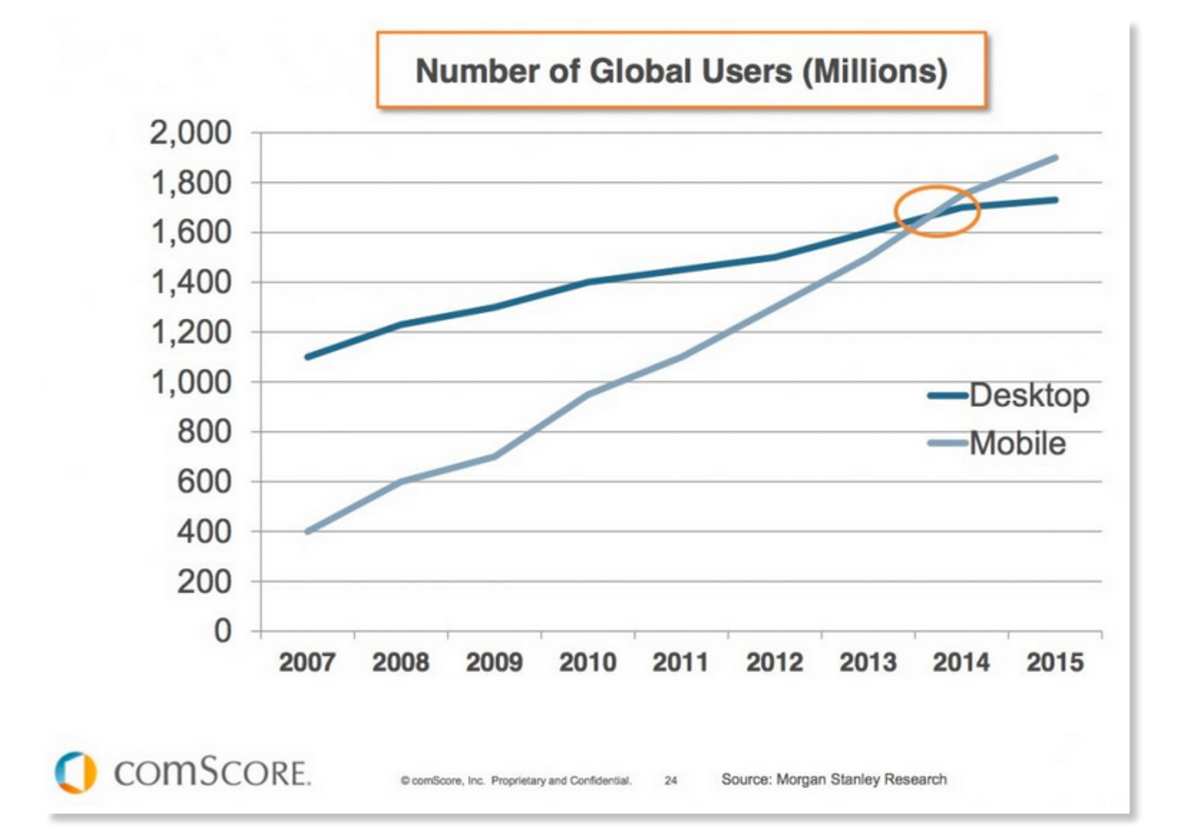 Number of Global Users (Millions)
2,000
1,800
1,600
1,400
1,200
1,000
800
600
400
200
0
Desktop
Mobile
2007 2008 2009 2010 2011 2012 2013 2014 2015
comScore.
© comScore, Inc. Proprietary and Confidential. 24 Source: Morgan Stanley Research